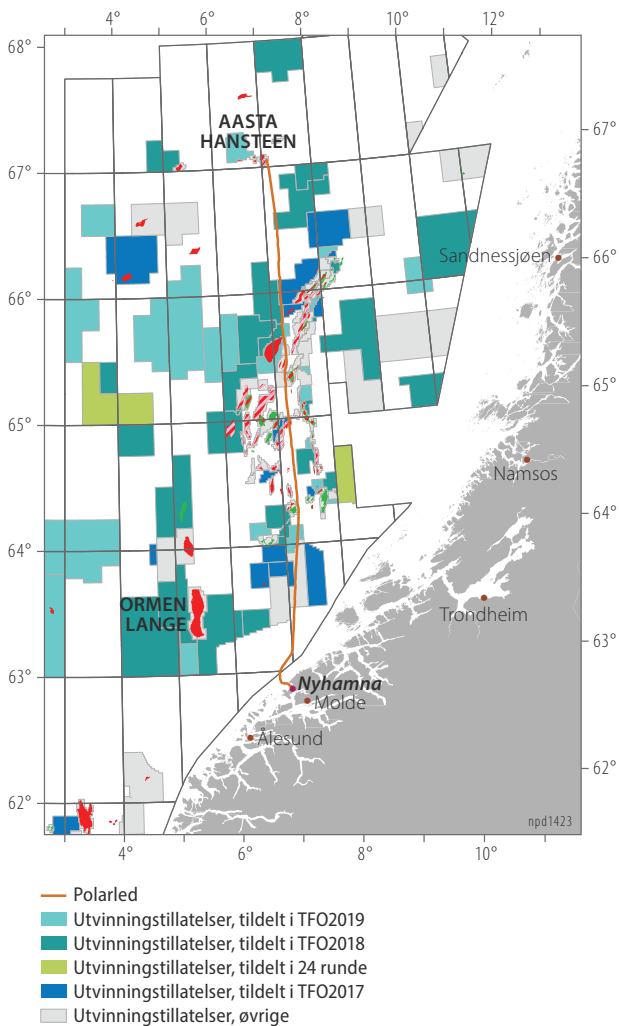 4° 6° 8° 10° 12°
68°
AASTA
HANSTEEN
67°
67°
Sandnessjøen
66°
66°
65°
65°
Namsos
64°
64°
ORMEN
LANGE
Trondheim
63°
63°
Nyhamna
Molde
Ålesund
62°
62°
npd1423
4° 6° 8° 10°
Polarled
Utvinningstillatelser, tildelt i TFO2019
Utvinningstillatelser, tildelt i TFO2018
Utvinningstillatelser, tildelt i 24 runde
Utvinningstillatelser, tildelt i TFO2017
Utvinningstillatelser, øvrige